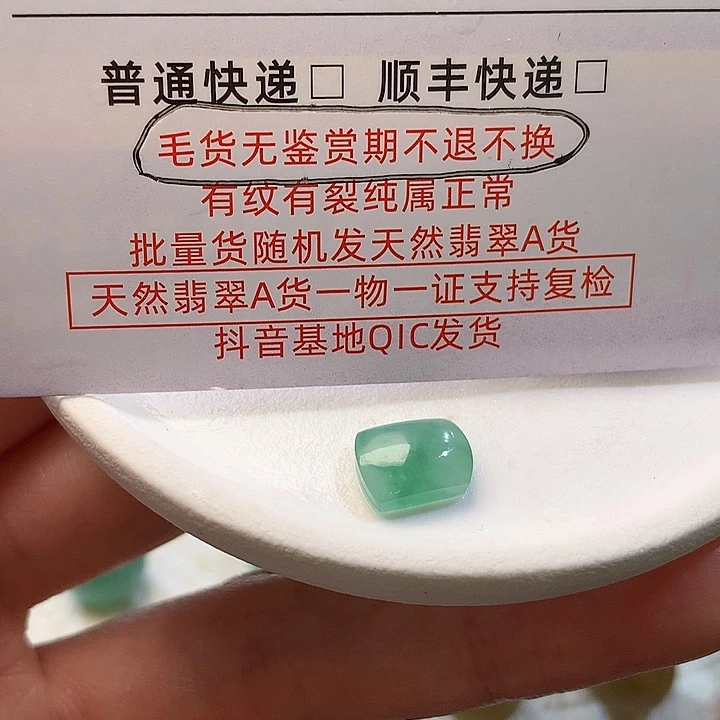 普通快递□ 顺丰快递□
毛货无鉴赏期不退不换
有纹有裂纯属正常
批量货随机发天然翡翠A货
天然翡翠A货一物一证支持复检
抖音基地QIC发货